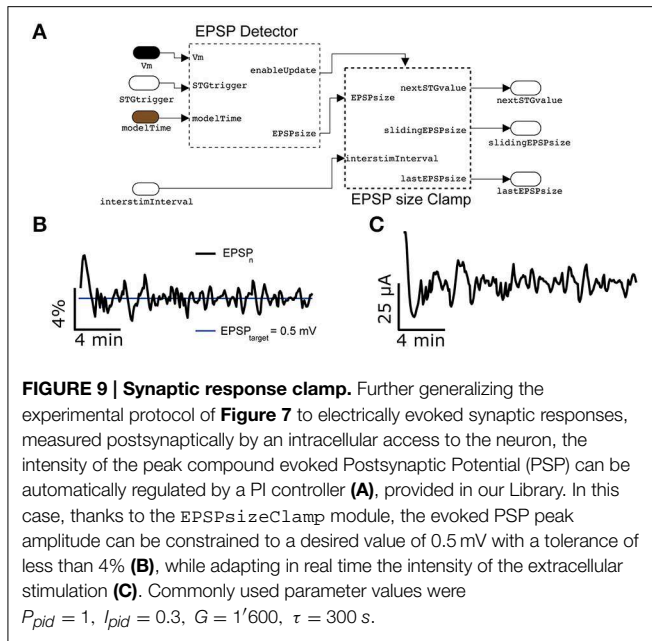 A
EPSP Detector
Vm
Vm
enableUpdate
STGtrigger
STGtrigger
modelTime
modelTime
EPSPsize
EPSPsize
nextSTGvalue
nextSTGvalue
slidingEPSPsize
slidingEPSPsize
interstimInterval
interstimInterval
lastEPSPsize
lastEPSPsize
EPSP size Clamp
B
EPSPn
4%
EPSPtarget = 0.5 mV
4 min
C
25 µA
4 min
FIGURE 9 | Synaptic response clamp. Further generalizing the
experimental protocol of Figure 7 to electrically evoked synaptic responses,
measured postsynaptically by an intracellular access to the neuron, the
intensity of the peak compound evoked Postsynaptic Potential (PSP) can be
automatically regulated by a PI controller (A), provided in our Library. In this
case, thanks to the EPSPsizeClamp module, the evoked PSP peak
amplitude can be constrained to a desired value of 0.5 mV with a tolerance of
less than 4% (B), while adapting in real time the intensity of the extracellular
stimulation (C). Commonly used parameter values were
Ppid = 1, Ipid = 0.3, G = 1′600, τ = 300 s.